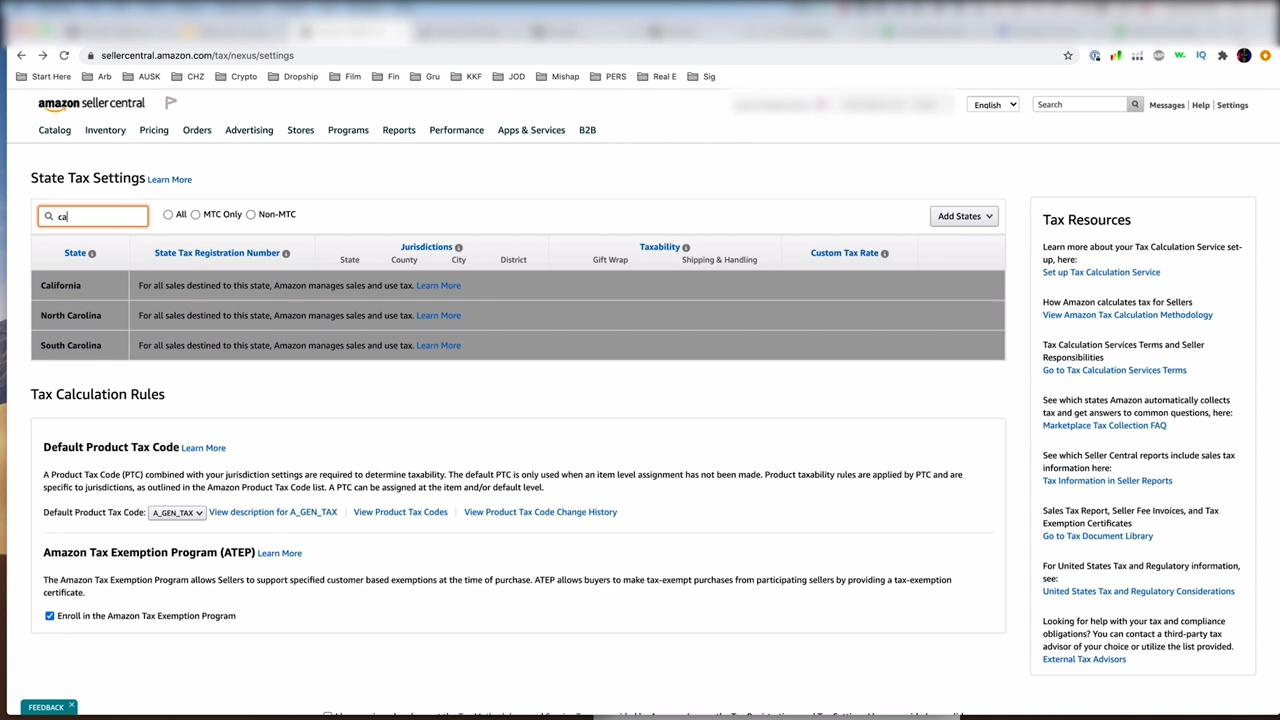 sellercentral.amazon.com/tax/nexus/settings
Start Here Arb AUSK CHZ Crypto Dropship Film Fin Gru KKF JOD Mishap PERS Real E Sig
amazon seller central English Search Messages | Help | Settings
Catalog Inventory Pricing Orders Advertising Stores Programs Reports Performance Apps & Services B2B
State Tax Settings Learn More
ca All MTC Only Non-MTC Add States
State State Tax Registration Number Jurisdictions Taxability Custom Tax Rate
State County City District Gift Wrap Shipping & Handling
California For all sales destined to this state, Amazon manages sales and use tax. Learn More
North Carolina For all sales destined to this state, Amazon manages sales and use tax. Learn More
South Carolina For all sales destined to this state, Amazon manages sales and use tax. Learn More
Tax Calculation Rules
Default Product Tax Code Learn More
A Product Tax Code (PTC) combined with your jurisdiction settings are required to determine taxability. The default PTC is only used when an item level assignment has not been made. Product taxability rules are applied by PTC and are
specific to jurisdictions, as outlined in the Amazon Product Tax Code list. A PTC can be assigned at the item and/or default level.
Default Product Tax Code: A_GEN_TAX View description for A_GEN_TAX | View Product Tax Codes | View Product Tax Code Change History
Amazon Tax Exemption Program (ATEP) Learn More
The Amazon Tax Exemption Program allows Sellers to support specified customer based exemptions at the time of purchase. ATEP allows buyers to make tax-exempt purchases from participating sellers by providing a tax-exemption
certificate.
Enroll in the Amazon Tax Exemption Program
Tax Resources
Learn more about your Tax Calculation Service set-
up, here:
Set up Tax Calculation Service
How Amazon calculates tax for Sellers
View Amazon Tax Calculation Methodology
Tax Calculation Services Terms and Seller
Responsibilities
Go to Tax Calculation Services Terms
See which states Amazon automatically collects
tax and get answers to common questions, here:
Marketplace Tax Collection FAQ
See which Seller Central reports include sales tax
information here:
Tax Information in Seller Reports
Sales Tax Report, Seller Fee Invoices, and Tax
Exemption Certificates
Go to Tax Document Library
For United States Tax and Regulatory information,
see:
United States Tax and Regulatory Considerations
Looking for help with your tax and compliance
obligations? You can contact a third-party tax
advisor of your choice or utilize the list provided.
External Tax Advisors
FEEDBACK